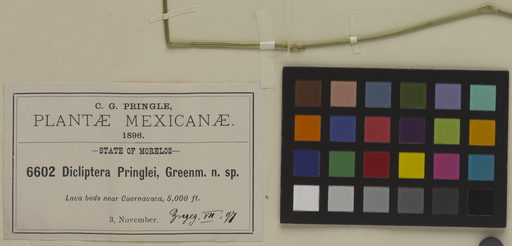 C. G. PRINGLE,
PLANTÆ MEXICANÆ.
1896.
—STATE OF MORELOS—
6602 Dicliptera Pringlei, Greenm. n. sp.
Lava beds near Cuernavaca, 5,000 ft.
3, November.